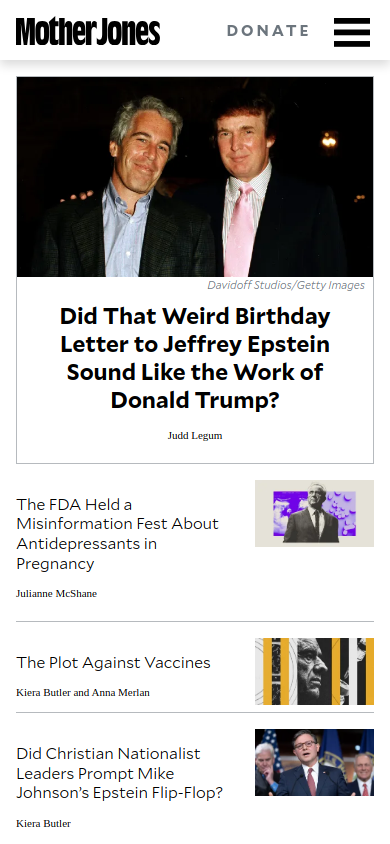 Mother Jones
DONATE
Davidoff Studios/Getty Images
Did That Weird Birthday
Letter to Jeffrey Epstein
Sound Like the Work of
Donald Trump?
Judd Legum
The FDA Held a
Misinformation Fest About
Antidepressants in
Pregnancy
Julianne McShane
The Plot Against Vaccines
Kiera Butler and Anna Merlan
Did Christian Nationalist
Leaders Prompt Mike
Johnson’s Epstein Flip-Flop?
Kiera Butler